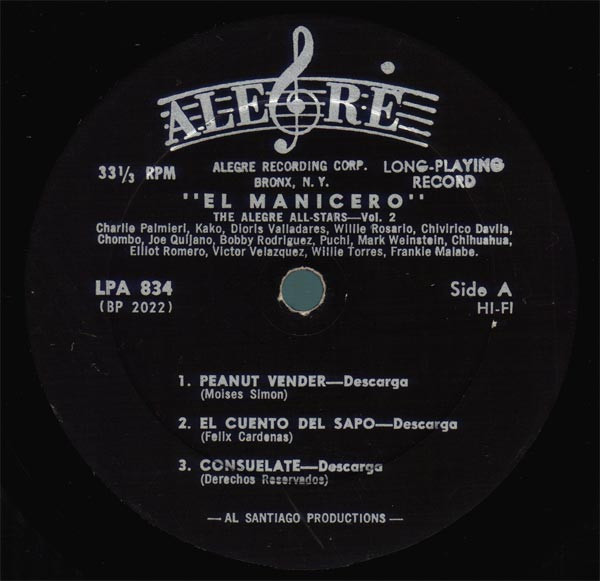 ALEGRE
33⅓ RPM
ALEGRE RECORDING CORP.
BRONX, N. Y.
LONG-PLAYING
RECORD
"EL MANICERO"
THE ALEGRE ALL-STARS—Vol. 2
Charlie Palmieri, Kako, Dioris Valladares, Willie Rosario, Chivirico Davila,
Chombo, Joe Quijano, Bobby Rodriguez, Puchi, Mark Weinstein, Chihuahua,
Elliot Romero, Victor Velazquez, Willie Torres, Frankie Malabe.
LPA 834
(BP 2022)
Side A
HI-FI
1. PEANUT VENDER—Descarga
(Moises Simon)
2. EL CUENTO DEL SAPO—Descarga
(Felix Cardenas)
3. CONSUELATE—Descarga
(Derechos Reservados)
— AL SANTIAGO PRODUCTIONS —